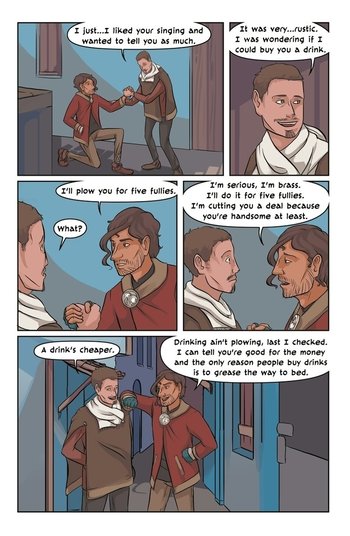 I just...I liked your singing and
wanted to tell you as much.
It was very...rustic.
I was wondering if I
could buy you a drink.
I'll plow you for five fullies.
What?
I'm serious, I'm brass.
I'll do it for five fullies.
I'm cutting you a deal because
you're handsome at least.
A drink's cheaper.
Drinking ain't plowing, last I checked.
I can tell you're good for the money
and the only reason people buy drinks
is to grease the way to bed.